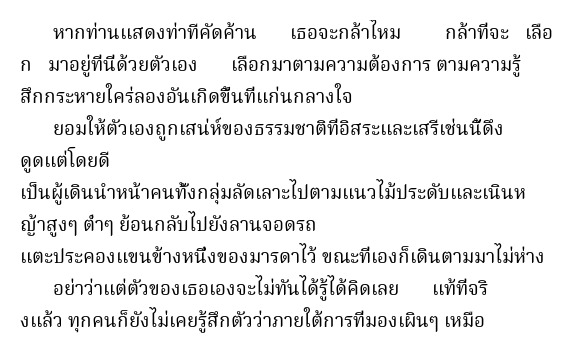 หากท่านแสดงท่าทีคัดค้าน เธอจะกล้าไหม กล้าที่จะ เลือ
ก มาอยู่ที่นี่ด้วยตัวเอง เลือกมาตามความต้องการ ตามความรู้
สึกกระหายใคร่ลองอันเกิดขึ้นที่แก่นกลางใจ
ยอมให้ตัวเองถูกเสน่ห์ของธรรมชาติที่อิสระและเสรีเช่นนี้ดึง
ดูดแต่โดยดี
เป็นผู้เดินนำหน้าคนทั้งกลุ่มลัดเลาะไปตามแนวไม้ประดับและเนินห
ญ้าสูงๆ ต่ำๆ ย้อนกลับไปยังลานจอดรถ
แตะประคองแขนข้างหนึ่งของมารดาไว้ ขณะที่เองก็เดินตามมาไม่ห่าง
อย่าว่าแต่ตัวของเธอเองจะไม่ทันได้รู้ได้คิดเลย แท้ที่จริ
งแล้ว ทุกคนก็ยังไม่เคยรู้สึกตัวว่าภายใต้การที่มองเผินๆ เหมือ